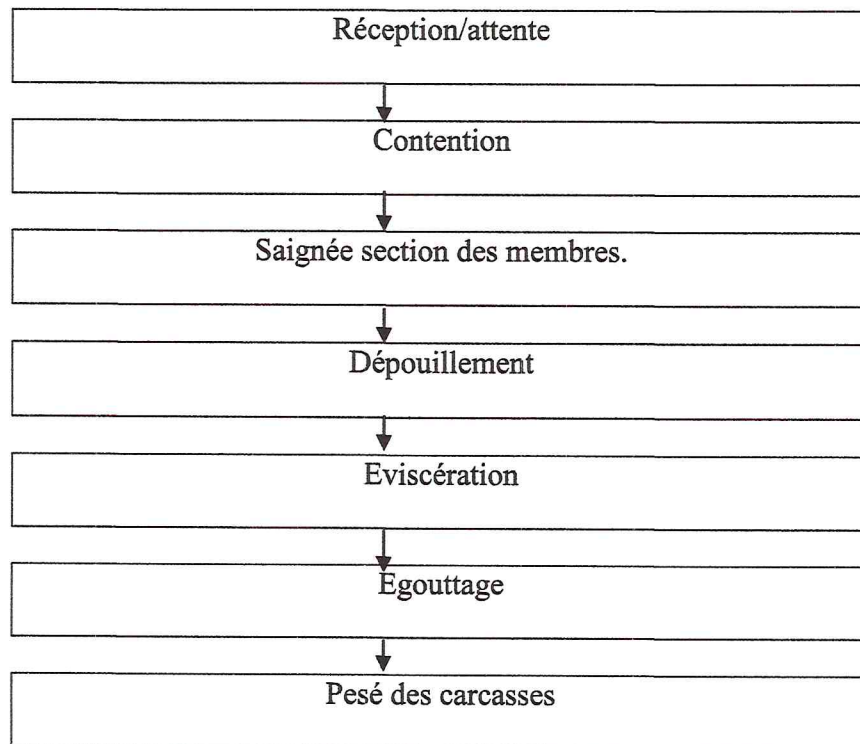 Réception/attente
Contention
Saignée section des membres.
Dépouillement
Eviscération
Egouttage
Pesé des carcasses